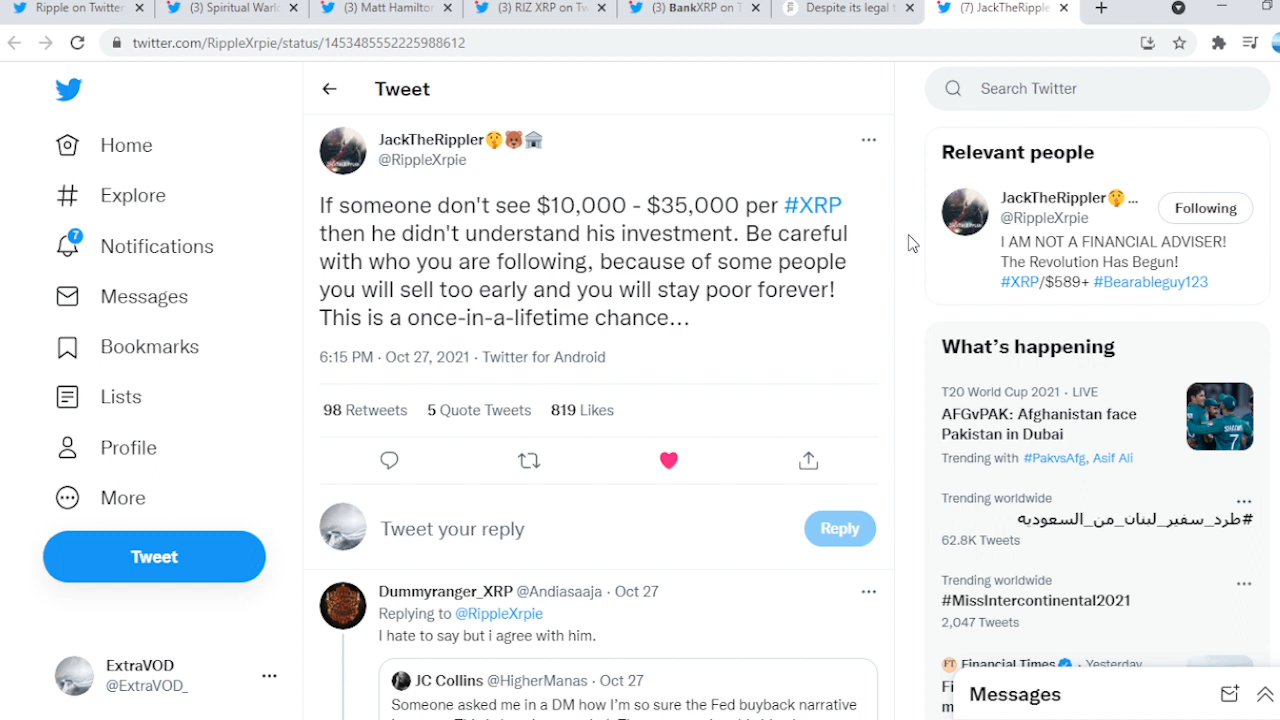 Ripple on Twitter
(3) Spiritual Warl
(3) Matt Hamilton
(3) RIZ XRP on Tw
(3) BankXRP on T
Despite its legal t
(7) JackTheRipple
twitter.com/RippleXrpie/status/1453485552225988612
Home
Explore
7
Notifications
Messages
Bookmarks
Lists
Profile
More
Tweet
ExtraVOD
@ExtraVOD_
Tweet
JackTheRippler🤫🐻🏛️
@RippleXrpie
If someone don't see $10,000 - $35,000 per #XRP
then he didn't understand his investment. Be careful
with who you are following, because of some people
you will sell too early and you will stay poor forever!
This is a once-in-a-lifetime chance...
6:15 PM · Oct 27, 2021 · Twitter for Android
98 Retweets 5 Quote Tweets 819 Likes
Tweet your reply
Reply
Dummyranger_XRP @Andiasaaja · Oct 27
Replying to @RippleXrpie
I hate to say but i agree with him.
JC Collins @HigherManas · Oct 27
Someone asked me in a DM how I'm so sure the Fed buyback narrative
Search Twitter
Relevant people
JackTheRippler🤫 ...
@RippleXrpie
Following
I AM NOT A FINANCIAL ADVISER!
The Revolution Has Begun!
#XRP/$589+ #Bearableguy123
What's happening
T20 World Cup 2021 · LIVE
AFGvPAK: Afghanistan face
Pakistan in Dubai
Trending with #PakvsAfg, Asif Ali
Trending worldwide
#طرد_سفير_لبنان_من_السعوديه
62.8K Tweets
Trending worldwide
#MissIntercontinental2021
2,047 Tweets
FT Financial Times · Yesterday
Messages